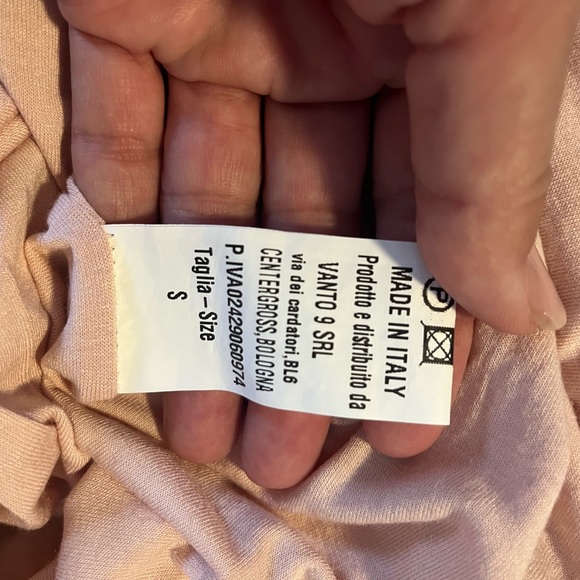 P
MADE IN ITALY
Prodotto e distribuito da
VANTO 9 SRL
via dei cardatori,BL6
CENTERGROSS,BOLOGNA
P.IVA02429060974
Taglia – Size
S